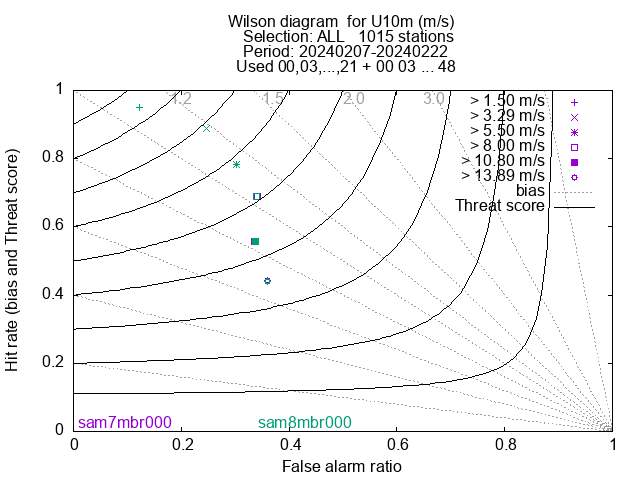 Wilson diagram  for U10m (m/s)
Selection: ALL   1015 stations
Period: 20240207-20240222
Used 00,03,...,21 + 00 03 ... 48
1.2 1.5 2.0 3.0
> 1.50 m/s
> 3.29 m/s
> 5.50 m/s
> 8.00 m/s
> 10.80 m/s
> 13.89 m/s
bias
Threat score
1
0.8
0.6
0.4
0.2
0
Hit rate (bias and Threat score)
sam7mbr000 sam8mbr000
0 0.2 0.4 0.6 0.8 1
False alarm ratio